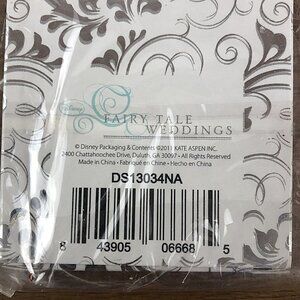 Disney
FAIRY TALE
WEDDINGS
© Disney Packaging & Contents ©2011 KATE ASPEN INC.
2400 Chattahoochee Drive, Duluth, GA 30097 • All Rights Reserved
Made in China • Fabriqué en Chine • Hecho en China
DS13034NA
8 43905 06668 5